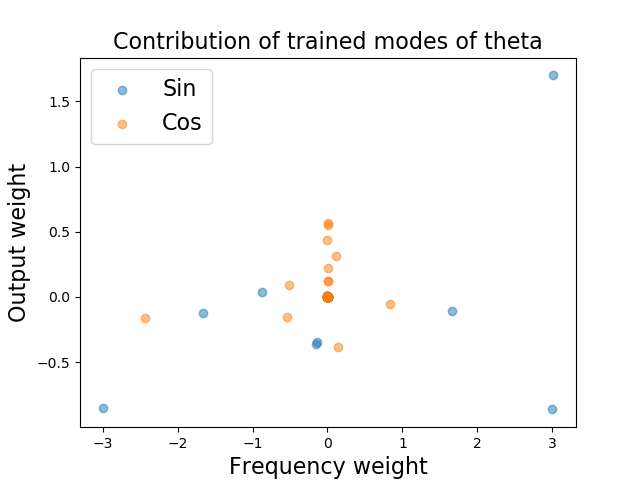 Contribution of trained modes of theta
Sin
Cos
Output weight
1.5
1.0
0.5
0.0
−0.5
−3
−2
−1
0
1
2
3
Frequency weight